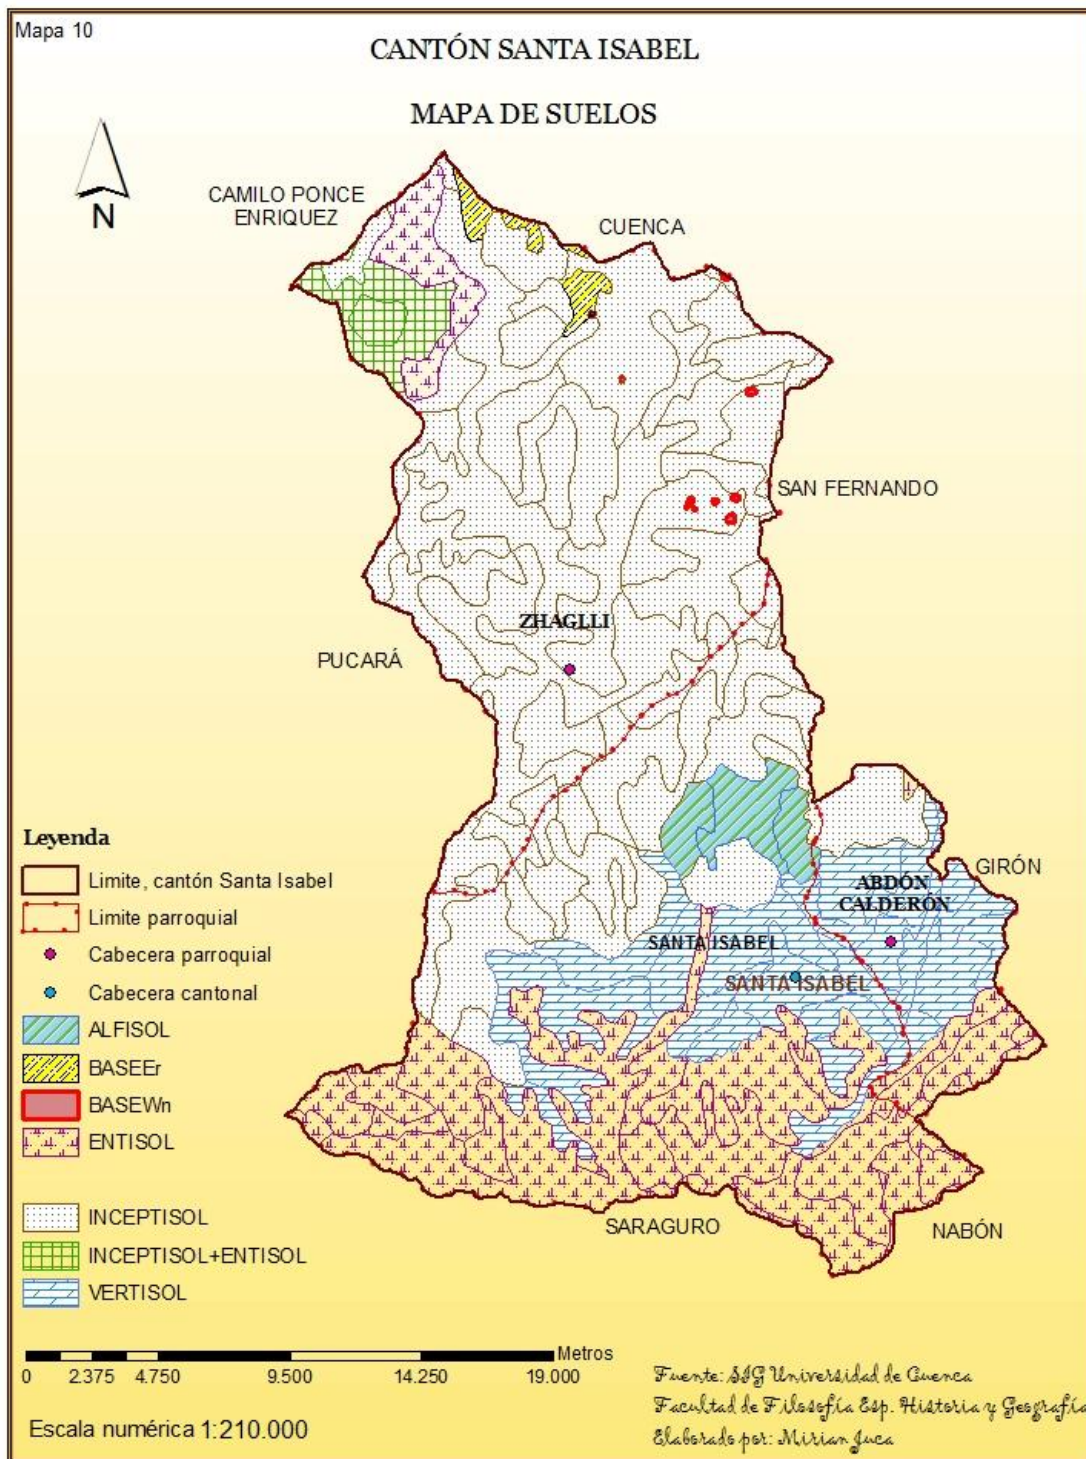 Mapa 10
CANTÓN SANTA ISABEL
MAPA DE SUELOS
N
CAMILO PONCE
ENRIQUEZ
CUENCA
SAN FERNANDO
ZHAGLLI
PUCARÁ
GIRÓN
ABDÓN
CALDERÓN
SANTA ISABEL
SANTA ISABEL
SARAGURO
NABÓN
Leyenda
Limite, cantón Santa Isabel
Limite parroquial
Cabecera parroquial
Cabecera cantonal
ALFISOL
BASEEr
BASEWn
ENTISOL
INCEPTISOL
INCEPTISOL+ENTISOL
VERTISOL
Metros
0 2.375 4.750 9.500 14.250 19.000
Escala numérica 1:210.000
Fuente: SIG Universidad de Cuenca
Facultad de Filosofía Esp. Historia y Geografía
Elaborado por: Mirian Juca